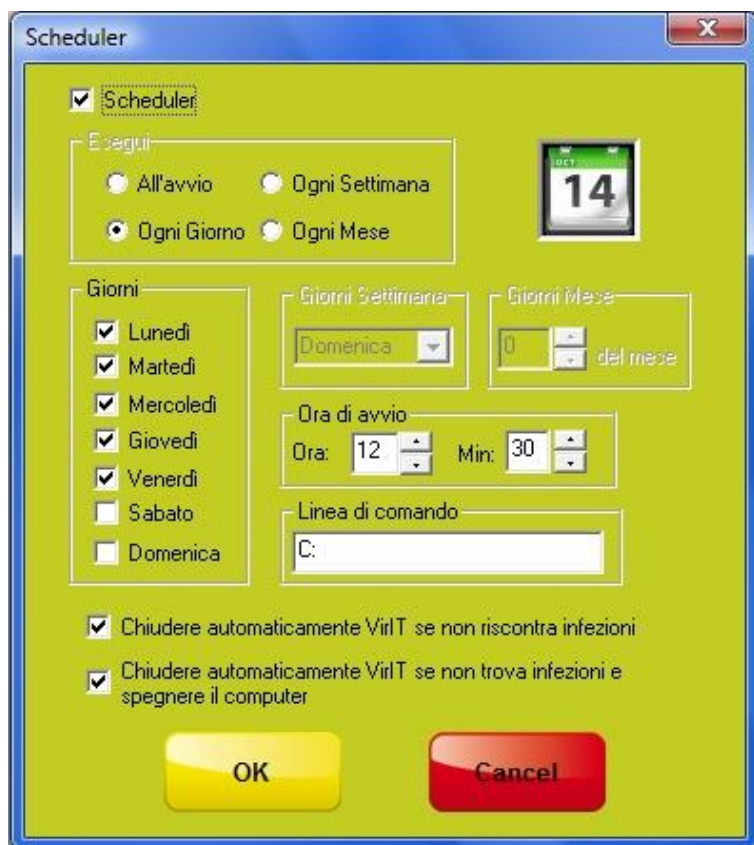 Scheduler
Scheduler
Esegui
All'avvio
Ogni Settimana
Ogni Giorno
Ogni Mese
OCT
14
Giorni
Lunedì
Martedì
Mercoledì
Giovedì
Venerdì
Sabato
Domenica
Giorni Settimana
Domenica
Giorni Mese
0
del mese
Ora di avvio
Ora: 12 Min: 30
Linea di comando
C:
Chiudere automaticamente VirIT se non riscontra infezioni
Chiudere automaticamente VirIT se non trova infezioni e
spegnere il computer
OK
Cancel